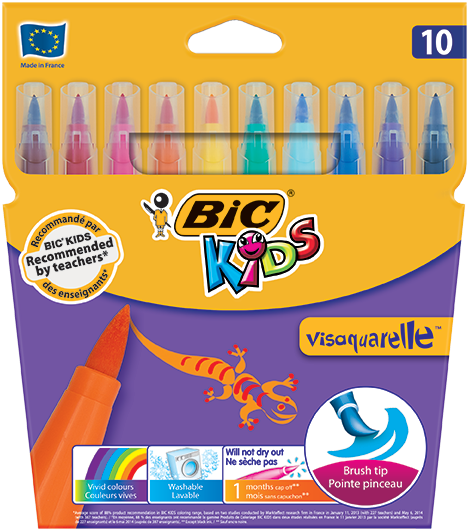 Made in France
10
BiC®
KiDS
Recommandé par
BIC® KIDS
Recommended
by teachers*
des enseignants*
visaquarelle™
Will not dry out
Ne sèche pas
Vivid colours
Couleurs vives
Washable
Lavable
1 months cap off**
mois sans capuchon**
Brush tip
Pointe pinceau